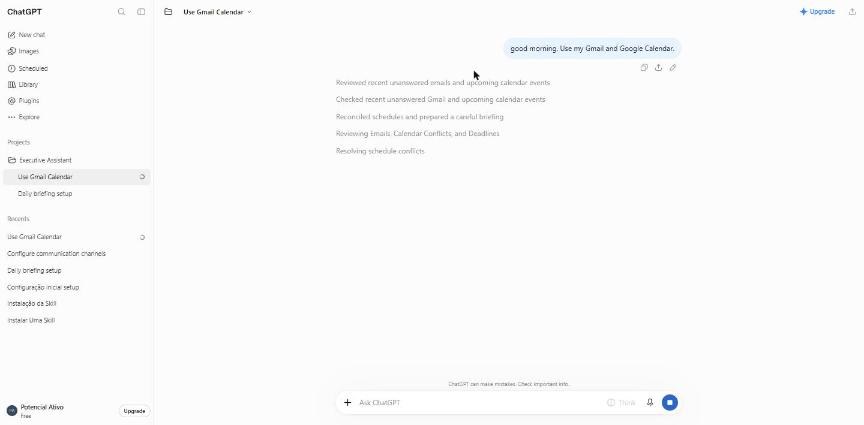 ChatGPT
Use Gmail Calendar
Upgrade
New chat
Images
Scheduled
Library
Plugins
Explore
Projects
Executive Assistant
Use Gmail Calendar
Daily briefing setup
Recents
Use Gmail Calendar
Configure communication channels
Daily briefing setup
Configuração inicial setup
Instalação da Skill
Instalar Uma Skill
Potencial Ativo
Free
Upgrade
good morning. Use my Gmail and Google Calendar.
Reviewed recent unanswered emails and upcoming calendar events
Checked recent unanswered Gmail and upcoming calendar events
Reconciled schedules and prepared a careful briefing
Reviewing Emails, Calendar Conflicts, and Deadlines
Resolving schedule conflicts
ChatGPT can make mistakes. Check important info.
Ask ChatGPT
Think